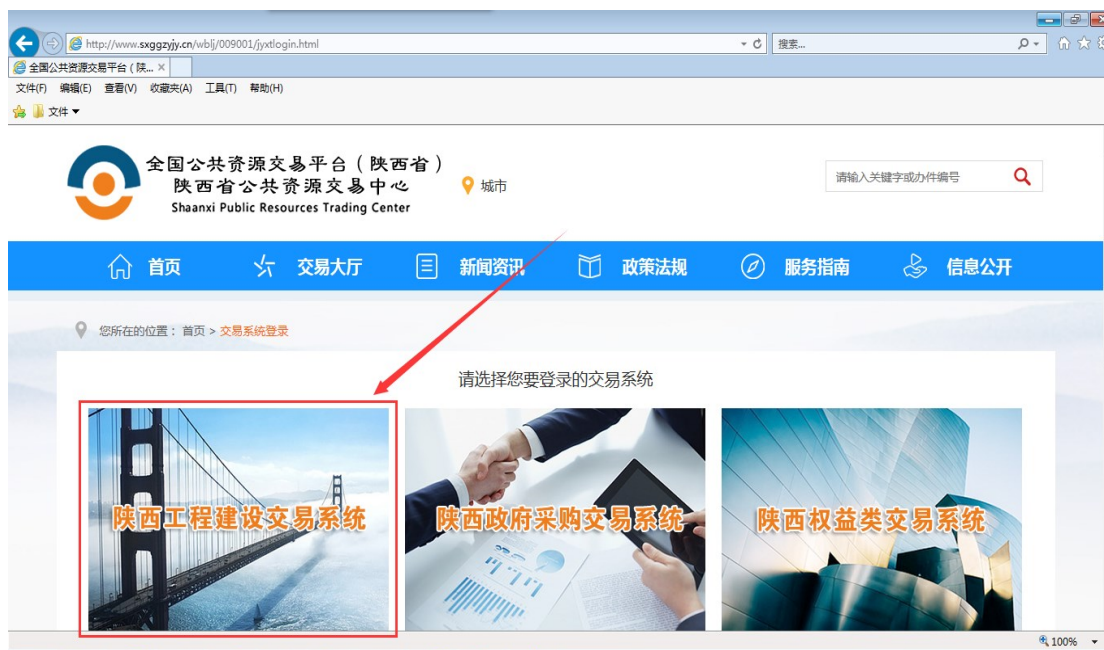 http://www.sxggzyjy.cn/wblj/009001/jyxtlogin.html
搜索...
全国公共资源交易平台（陕...
文件(F) 编辑(E) 查看(V) 收藏夹(A) 工具(T) 帮助(H)
文件
全国公共资源交易平台（陕西省）
陕西省公共资源交易中心
Shaanxi Public Resources Trading Center
城市
请输入关键字或办件编号
首页 交易大厅 新闻资讯 政策法规 服务指南 信息公开
您所在的位置： 首页 > 交易系统登录
请选择您要登录的交易系统
陕西工程建设交易系统 陕西政府采购交易系统 陕西权益类交易系统
100%